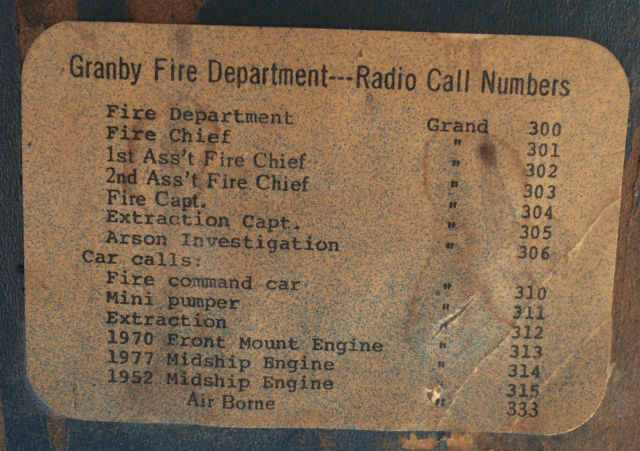 Granby Fire Department---Radio Call Numbers
Fire Department Grand 300
Fire Chief " 301
1st Ass't Fire Chief " 302
2nd Ass't Fire Chief " 303
Fire Capt. " 304
Extraction Capt. " 305
Arson Investigation " 306
Car calls:
Fire command car " 310
Mini pumper " 311
Extraction " 312
1970 Front Mount Engine " 313
1977 Midship Engine " 314
1952 Midship Engine " 315
Air Borne " 333